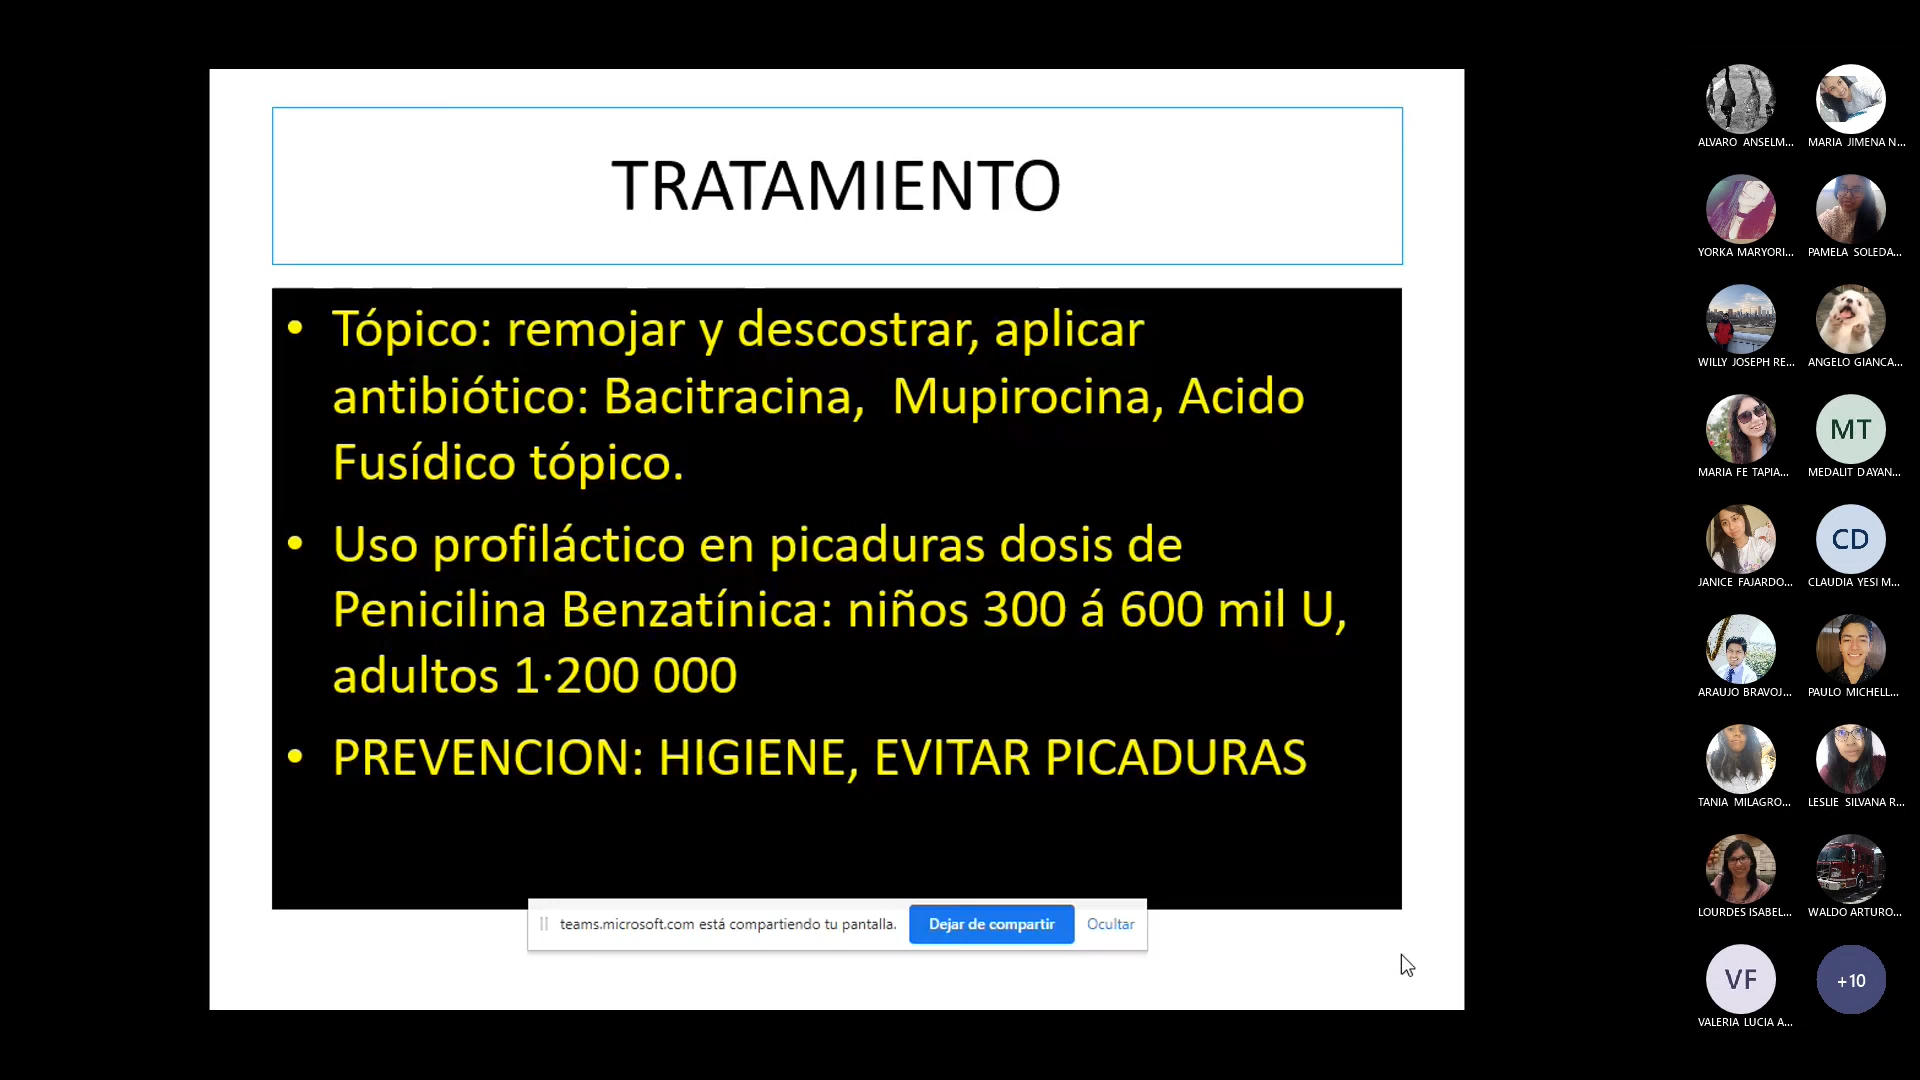 TRATAMIENTO
• Tópico: remojar y descostrar, aplicar
antibiótico: Bacitracina,  Mupirocina, Acido
Fusídico tópico.
• Uso profiláctico en picaduras dosis de
Penicilina Benzatínica: niños 300 á 600 mil U,
adultos 1·200 000
• PREVENCION: HIGIENE, EVITAR PICADURAS
teams.microsoft.com está compartiendo tu pantalla.
Dejar de compartir
Ocultar
ALVARO ANSELM...
MARIA JIMENA N...
YORKA MARYORI...
PAMELA SOLEDA...
WILLY JOSEPH RE...
ANGELO GIANCA...
MT
MARIA FE TAPIA...
MEDALIT DAYAN...
CD
JANICE FAJARDO...
CLAUDIA YESI M...
ARAUJO BRAVOJ...
PAULO MICHELL...
TANIA MILAGRO...
LESLIE SILVANA R...
LOURDES ISABEL...
WALDO ARTURO...
VF
+10
VALERIA LUCIA A...